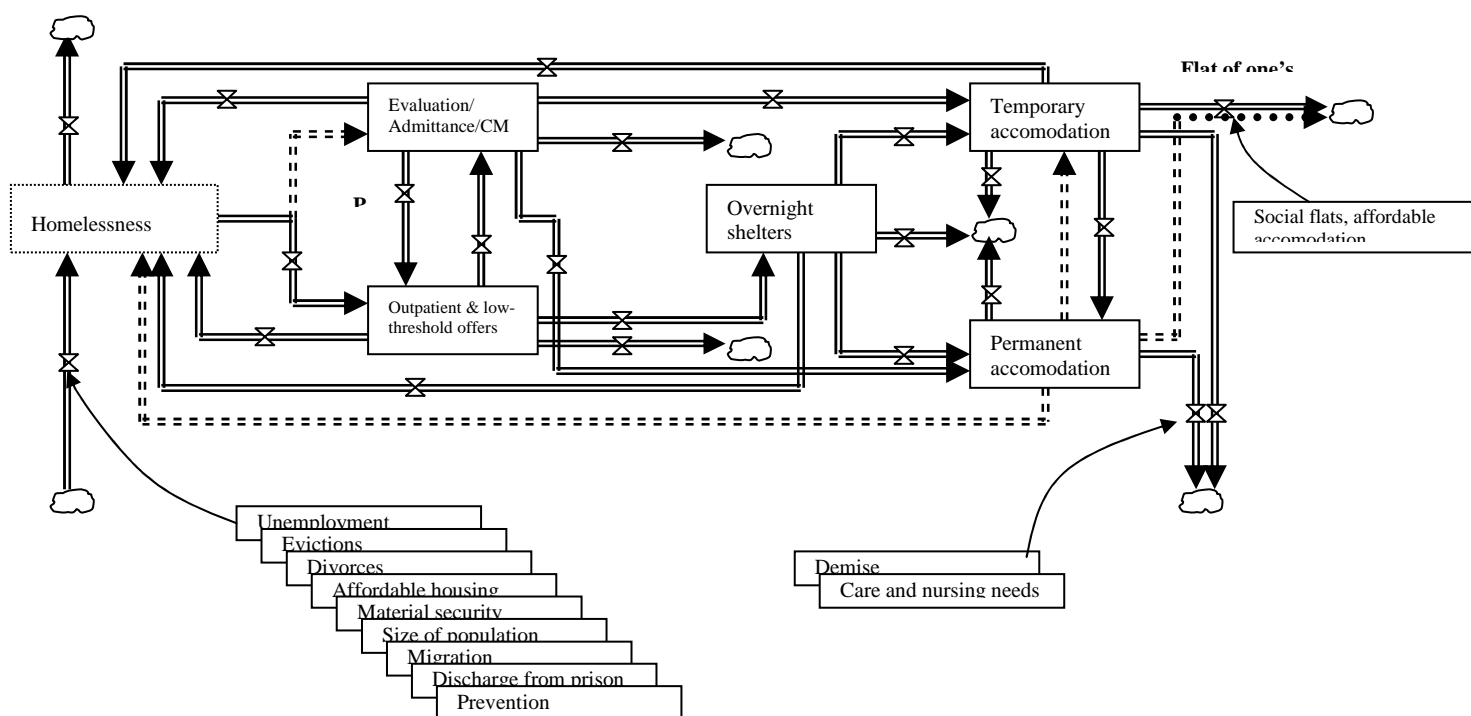 Flat of one's
Evaluation/
Admittance/CM
Temporary
accomodation
Homelessness
Overnight
shelters
Social flats, affordable
accomodation
Outpatient & low-
threshold offers
Permanent
accomodation
Unemployment
Evictions
Divorces
Affordable housing
Material security
Size of population
Migration
Discharge from prison
Prevention
Demise
Care and nursing needs